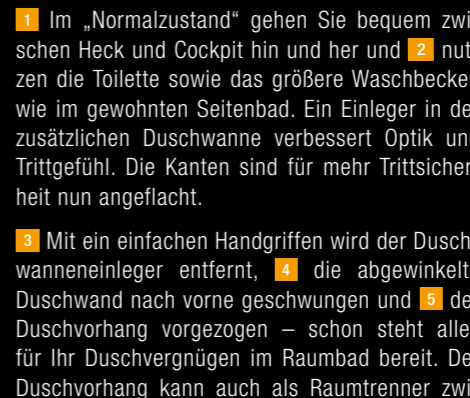 1 Im „Normalzustand“ gehen Sie bequem zwi
schen Heck und Cockpit hin und her und 2 nut
zen die Toilette sowie das größere Waschbecke
wie im gewohnten Seitenbad. Ein Einleger in de
zusätzlichen Duschwanne verbessert Optik un
Trittgefühl. Die Kanten sind für mehr Trittsicher
heit nun angeflacht.
3 Mit ein einfachen Handgriffen wird der Dusch
wanneneinleger entfernt, 4 die abgewinkelt
Duschwand nach vorne geschwungen und 5 de
Duschvorhang vorgezogen – schon steht alle
für Ihr Duschvergnügen im Raumbad bereit. De
Duschvorhang kann auch als Raumtrenner zwi